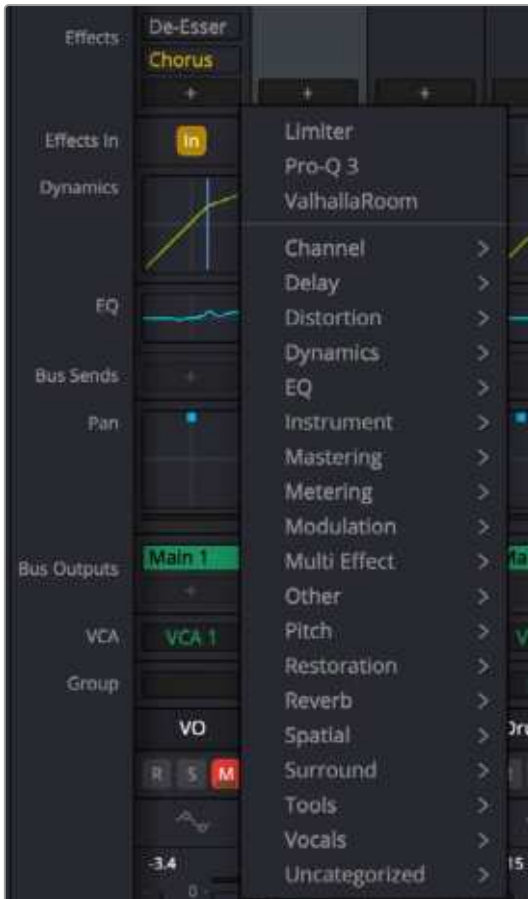 Effects
De-Esser
Chorus
+
+
+
Effects In
In
Dynamics
EQ
Bus Sends
+
Pan
Bus Outputs
Main 1
+
VCA
VCA 1
Group
VO
R S M
-3.4
0
Limiter
Pro-Q 3
ValhallaRoom
Channel >
Delay >
Distortion >
Dynamics >
EQ >
Instrument >
Mastering >
Metering >
Modulation >
Multi Effect >
Other >
Pitch >
Restoration >
Reverb >
Spatial >
Surround >
Tools >
Vocals >
Uncategorized >
15